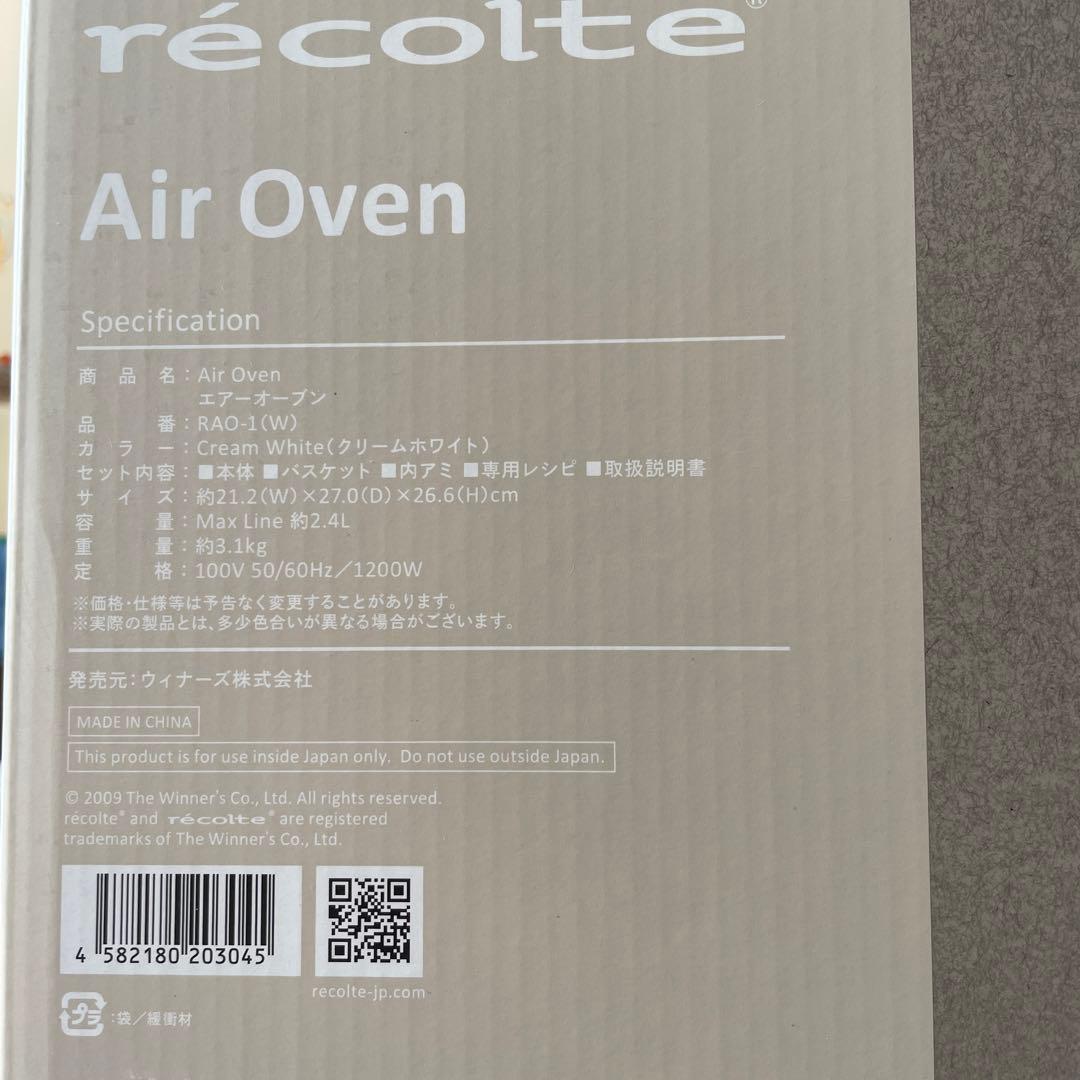 récolte®
Air Oven
Specification
商品名：Air Oven
エアーオーブン
品番：RAO-1(W)
カラー：Cream White(クリームホワイト)
セット内容：■本体 ■バスケット ■内アミ ■専用レシピ ■取扱説明書
サイズ：約21.2(W)×27.0(D)×26.6(H)cm
容量：Max Line 約2.4L
重量：約3.1kg
定格：100V 50/60Hz／1200W
※価格・仕様等は予告なく変更することがあります。
※実際の製品とは、多少色合いが異なる場合がございます。
発売元：ウィナーズ株式会社
MADE IN CHINA
This product is for use inside Japan only. Do not use outside Japan.
© 2009 The Winner's Co., Ltd. All rights reserved.
récolte® and récolte® are registered
trademarks of The Winner's Co., Ltd.
4 582180 203045
recolte-jp.com
プラ：袋／緩衝材